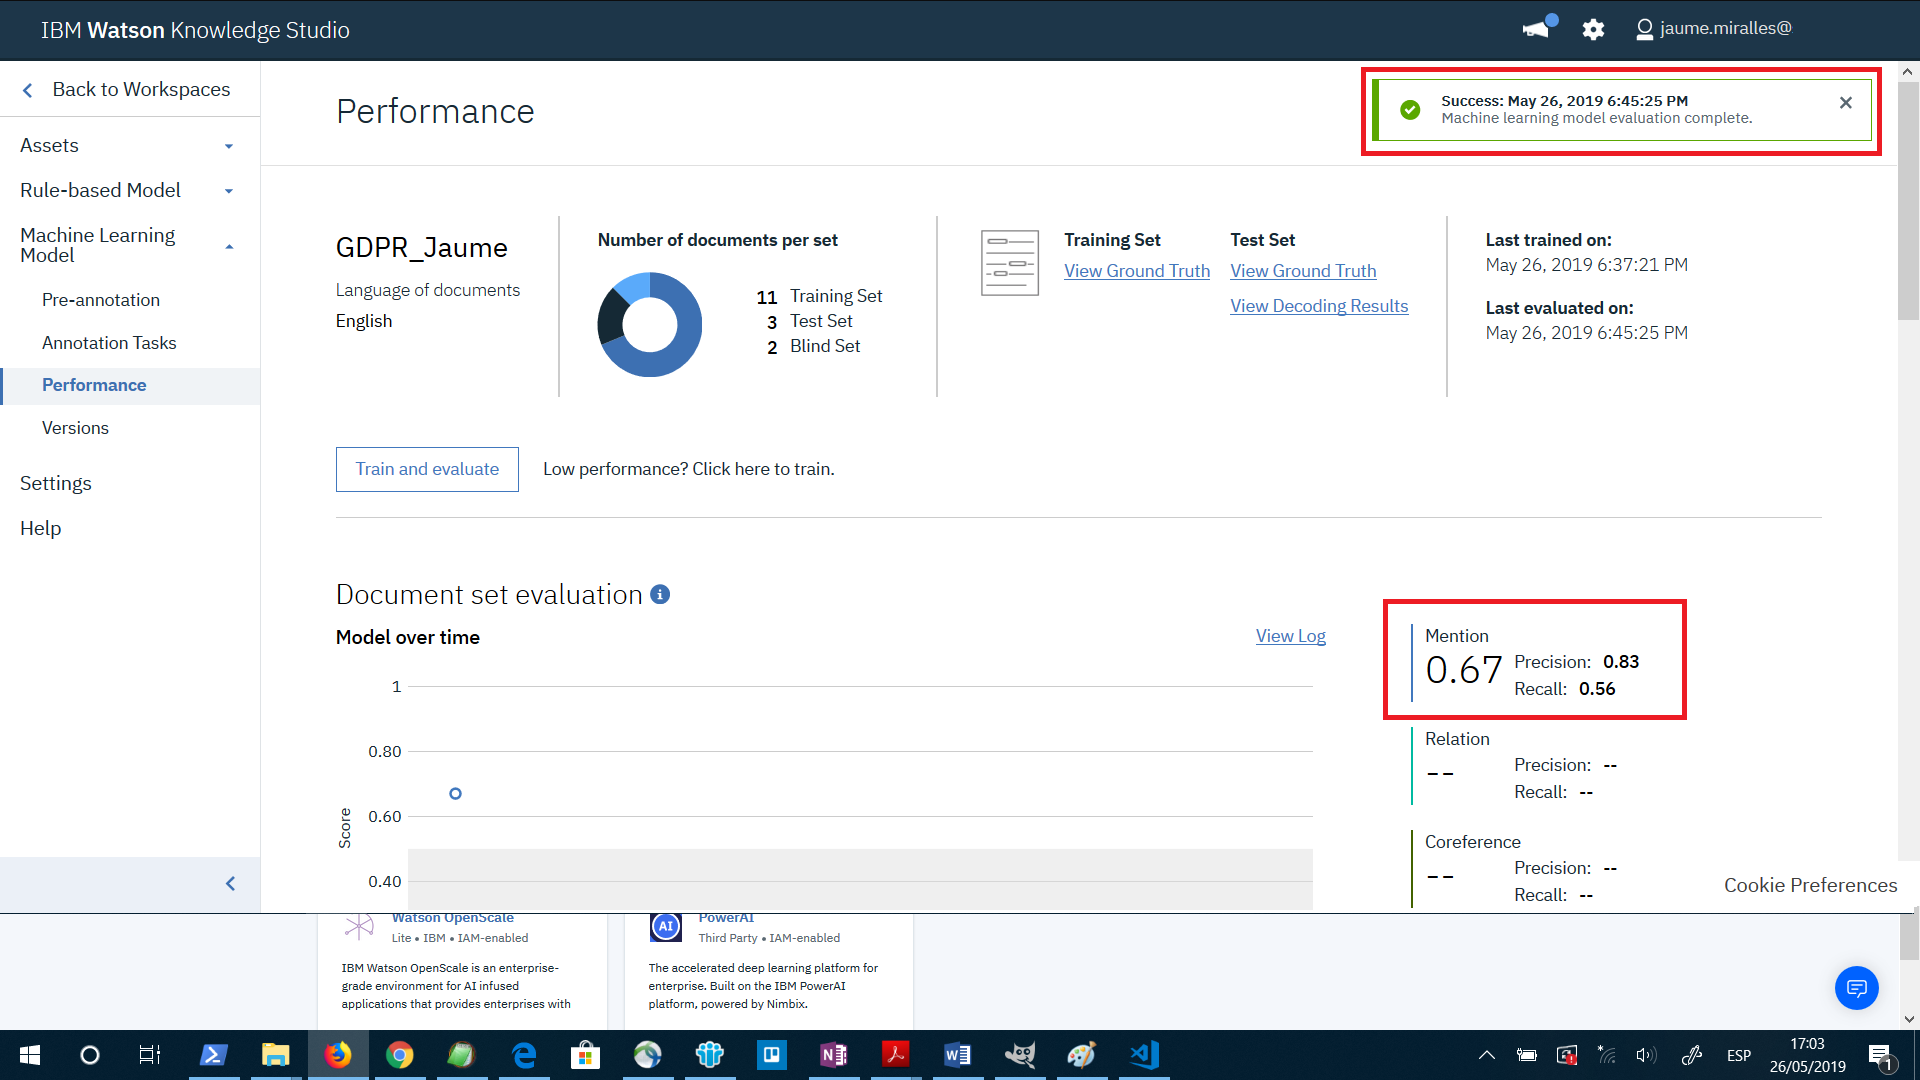 IBM Watson Knowledge Studio
jaume.miralles@
Back to Workspaces
Assets
Rule-based Model
Machine Learning
Model
Pre-annotation
Annotation Tasks
Performance
Versions
Settings
Help
Performance
Success: May 26, 2019 6:45:25 PM
Machine learning model evaluation complete.
GDPR_Jaume
Language of documents
English
Number of documents per set
11 Training Set
3 Test Set
2 Blind Set
Training Set
View Ground Truth
Test Set
View Ground Truth
View Decoding Results
Last trained on:
May 26, 2019 6:37:21 PM
Last evaluated on:
May 26, 2019 6:45:25 PM
Train and evaluate
Low performance? Click here to train.
Document set evaluation
Model over time
View Log
1
0.80
0.60
0.40
Score
Mention
0.67
Precision: 0.83
Recall: 0.56
Relation
--
Precision: --
Recall: --
Coreference
--
Precision: --
Recall: --
Cookie Preferences
Watson OpenScale
Lite • IBM • IAM-enabled
IBM Watson OpenScale is an enterprise-
grade environment for AI infused
applications that provides enterprises with
AI
PowerAI
Third Party • IAM-enabled
The accelerated deep learning platform for
enterprise. Built on the IBM PowerAI
platform, powered by Nimbix.
ESP
17:03
26/05/2019
1